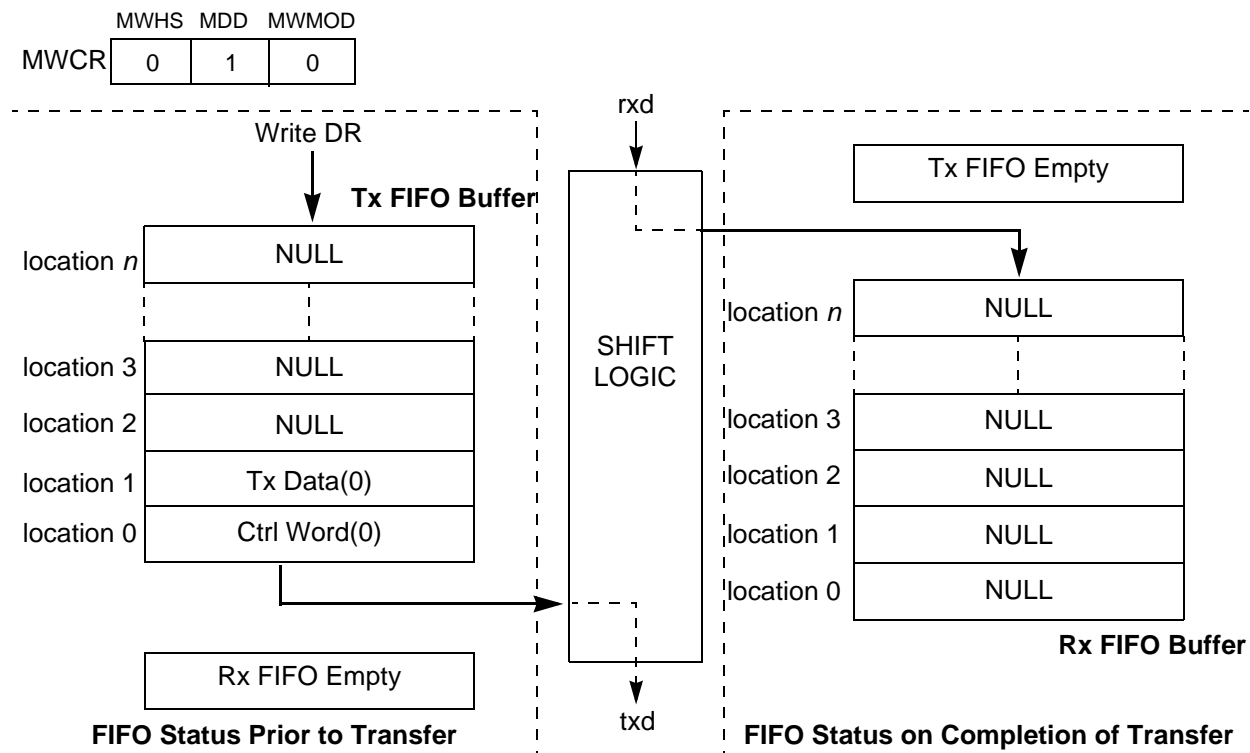 MWHS MDD MWMOD
MWCR 0 1 0
Write DR
Tx FIFO Buffer
location n NULL
location 3 NULL
location 2 NULL
location 1 Tx Data(0)
location 0 Ctrl Word(0)
Rx FIFO Empty
FIFO Status Prior to Transfer
rxd
SHIFT
LOGIC
txd
Tx FIFO Empty
location n NULL
location 3 NULL
location 2 NULL
location 1 NULL
location 0 NULL
Rx FIFO Buffer
FIFO Status on Completion of Transfer